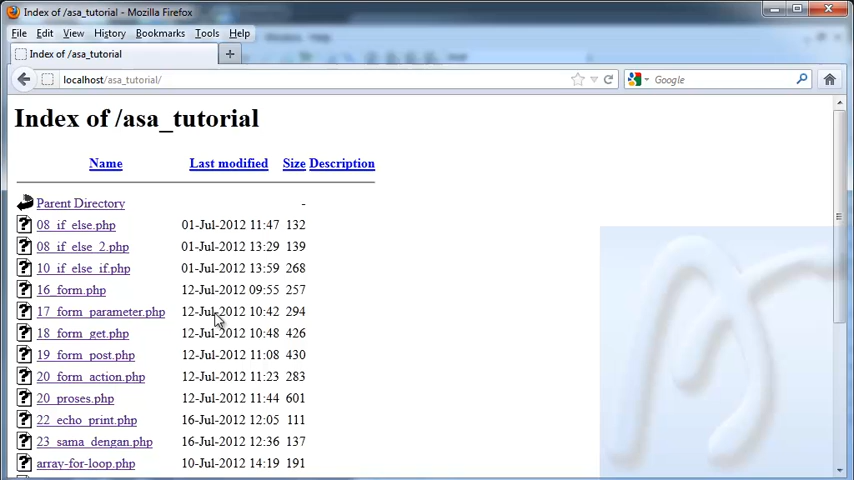 Index of /asa_tutorial - Mozilla Firefox
File Edit View History Bookmarks Tools Help
Index of /asa_tutorial
localhost/asa_tutorial/
Google
Index of /asa_tutorial
Name Last modified Size Description
Parent Directory -
08_if_else.php 01-Jul-2012 11:47 132
08_if_else_2.php 01-Jul-2012 13:29 139
10_if_else_if.php 01-Jul-2012 13:59 268
16_form.php 12-Jul-2012 09:55 257
17_form_parameter.php 12-Jul-2012 10:42 294
18_form_get.php 12-Jul-2012 10:48 426
19_form_post.php 12-Jul-2012 11:08 430
20_form_action.php 12-Jul-2012 11:23 283
20_proses.php 12-Jul-2012 11:44 601
22_echo_print.php 16-Jul-2012 12:05 111
23_sama_dengan.php 16-Jul-2012 12:36 137
array-for-loop.php 10-Jul-2012 14:19 191